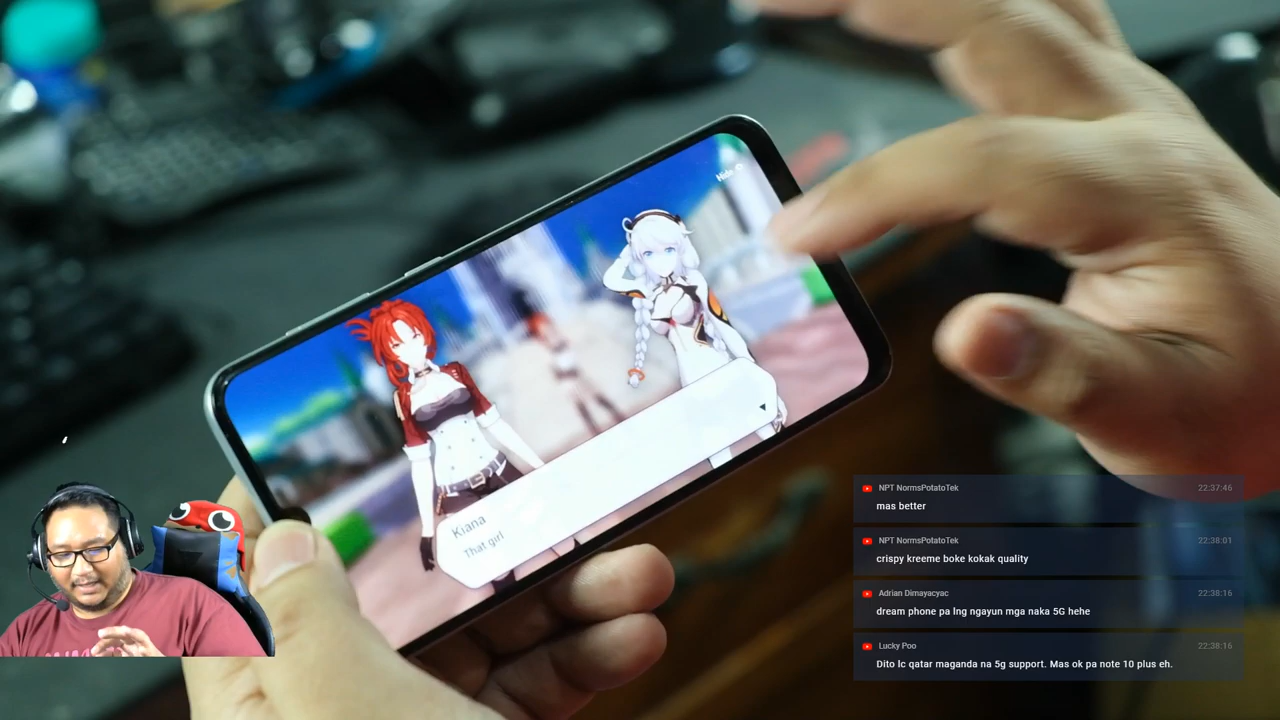 Hide
Kiana
That girl
NPT NormsPotatoTek 22:37:46
mas better
NPT NormsPotatoTek 22:38:01
crispy kreeme boke kokak quality
Adrian Dimayacyac 22:38:16
dream phone pa lng ngayun mga naka 5G hehe
Lucky Poo 22:38:16
Dito lc qatar maganda na 5g support. Mas ok pa note 10 plus eh.